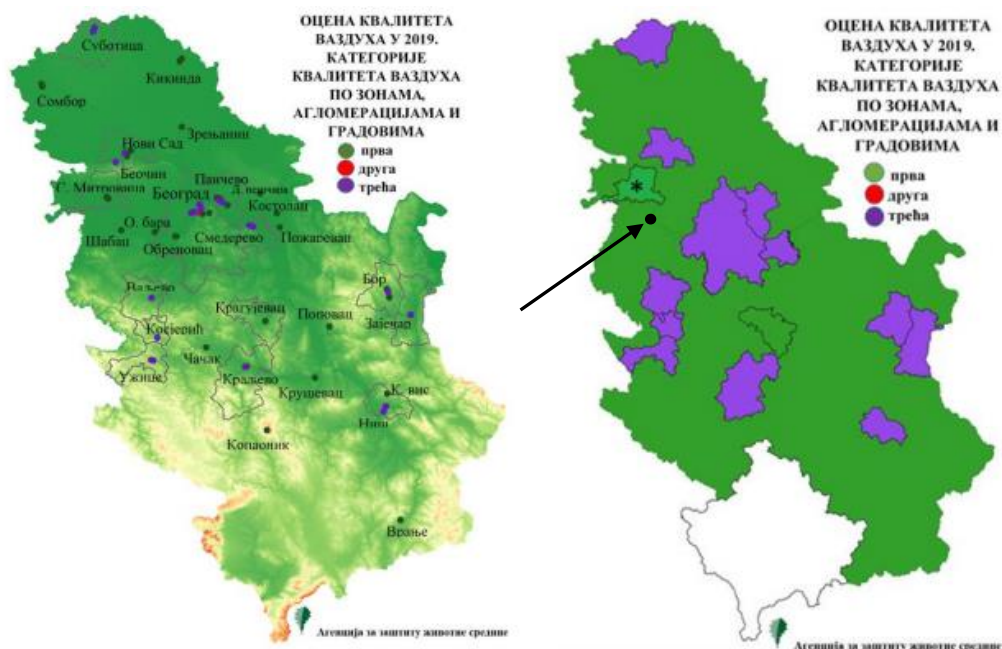 ОЦЕНА КВАЛИТЕТА
ВАЗДУХА У 2019.
КАТЕГОРИЈЕ
КВАЛИТЕТА ВАЗДУХА
ПО ЗОНАМА,
АГЛОМЕРАЦИЈАМА И
ГРАДОВИМА
прва
друга
трећа
Суботица
Кикинда
Сомбор
Зрењанин
Нови Сад
Беочин
С. Митровица
Панчево
Београд
Костолац
О. бара
Шабац
Обреновац
Смедерево
Пожаревац
Ваљево
Бор
Крагујевац
Поповац
Зајечар
Косјерић
Чачак
Ужице
Краљево
Крушевац
К. вис
Ниш
Копаоник
Врање
Агенција за заштиту животне средине
ОЦЕНА КВАЛИТЕТА
ВАЗДУХА У 2019.
КАТЕГОРИЈЕ
КВАЛИТЕТА ВАЗДУХА
ПО ЗОНАМА,
АГЛОМЕРАЦИЈАМА И
ГРАДОВИМА
прва
друга
трећа
*
Агенција за заштиту животне средине